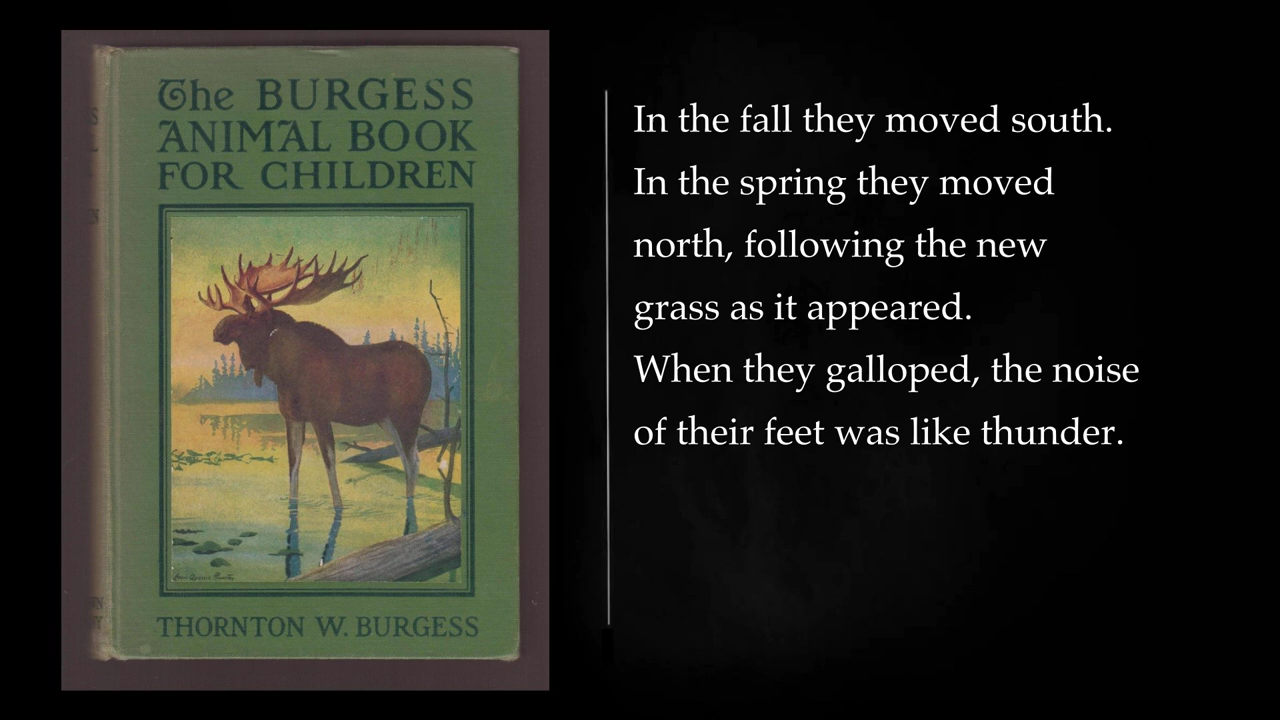 The BURGESS
ANIMAL BOOK
FOR CHILDREN
THORNTON W. BURGESS
In the fall they moved south.
In the spring they moved
north, following the new
grass as it appeared.
When they galloped, the noise
of their feet was like thunder.